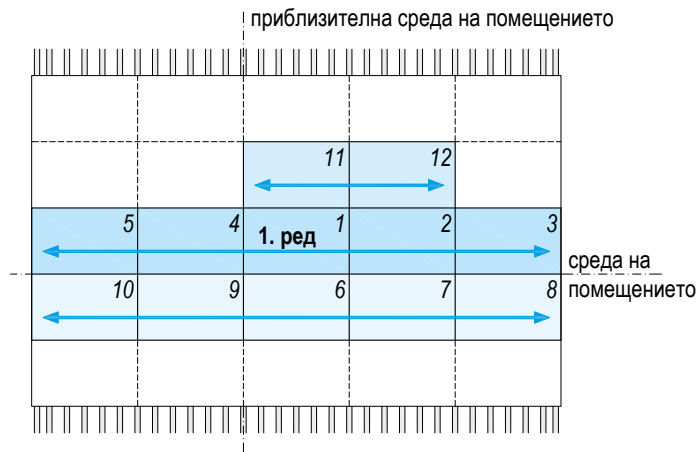 приблизителна среда на помещението
11 12
5 4 1 2 3
1. ред
среда на
помещението
10 9 6 7 8